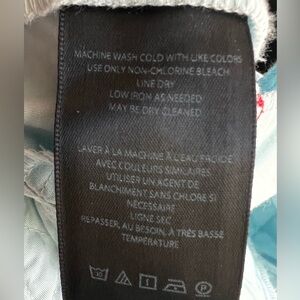 MACHINE WASH COLD WITH LIKE COLORS
USE ONLY NON-CHLORINE BLEACH
LINE DRY
LOW IRON AS NEEDED
MAY BE DRY CLEANED
LAVER À LA MACHINE À L'EAU FROIDE
AVEC COULEURS SIMILAIRES
UTILISER UN AGENT DE
BLANCHIMENT SANS CHLORE SI
NÉCESSAIRE
LIGNE SEC
REPASSER, AU BESOIN, À TRÈS BASSE
TEMPÉRATURE
P